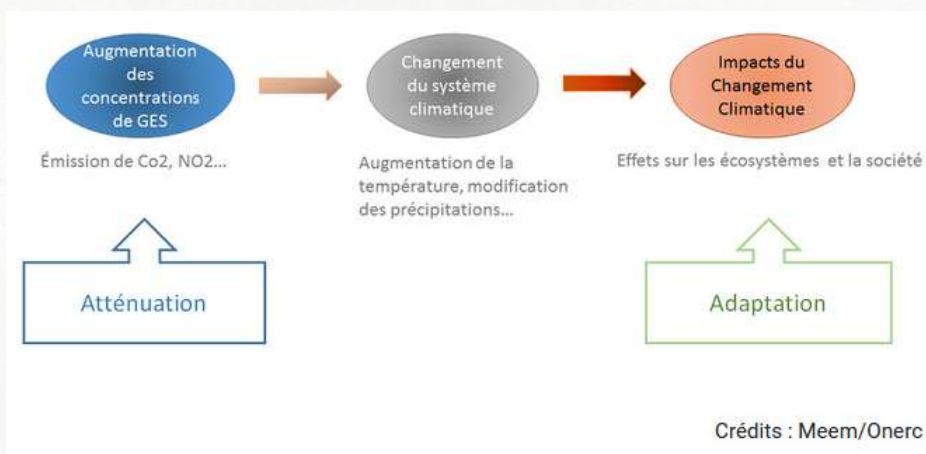 Augmentation
des
concentrations
de GES
Changement
du système
climatique
Impacts du
Changement
Climatique
Émission de Co2, NO2...
Augmentation de la
température, modification
des précipitations...
Effets sur les écosystèmes et la société
Atténuation
Adaptation
Crédits : Meem/Onerc